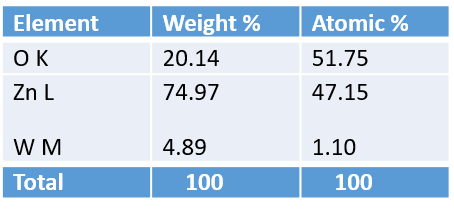 Element Weight % Atomic %
O K 20.14 51.75
Zn L 74.97 47.15
W M 4.89 1.10
Total 100 100